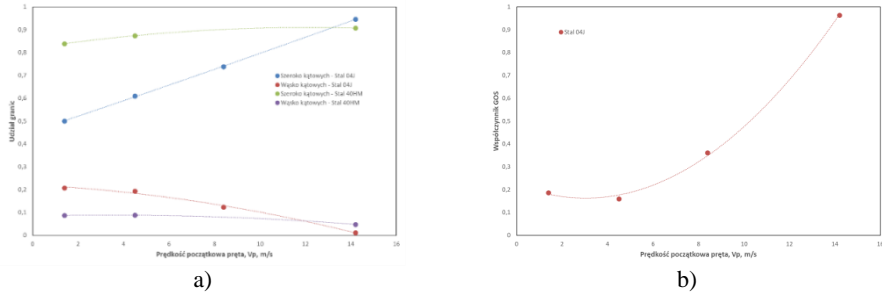 1
0,9
0,8
0,7
0,6
0,5
0,4
0,3
0,2
0,1
0
0 2 4 6 8 10 12 14 16
Udział granic
Prędkość początkowa pręta, Vp, m/s
Szeroko kątowych - Stal 04J
Wąsko kątowych - Stal 04J
Szeroko kątowych - Stal 40HM
Wąsko kątowych - Stal 40HM
a)
1
0,9
0,8
0,7
0,6
0,5
0,4
0,3
0,2
0,1
0
0 2 4 6 8 10 12 14 16
Współczynnik GOS
Prędkość początkowa pręta, Vp, m/s
Stal 04J
b)